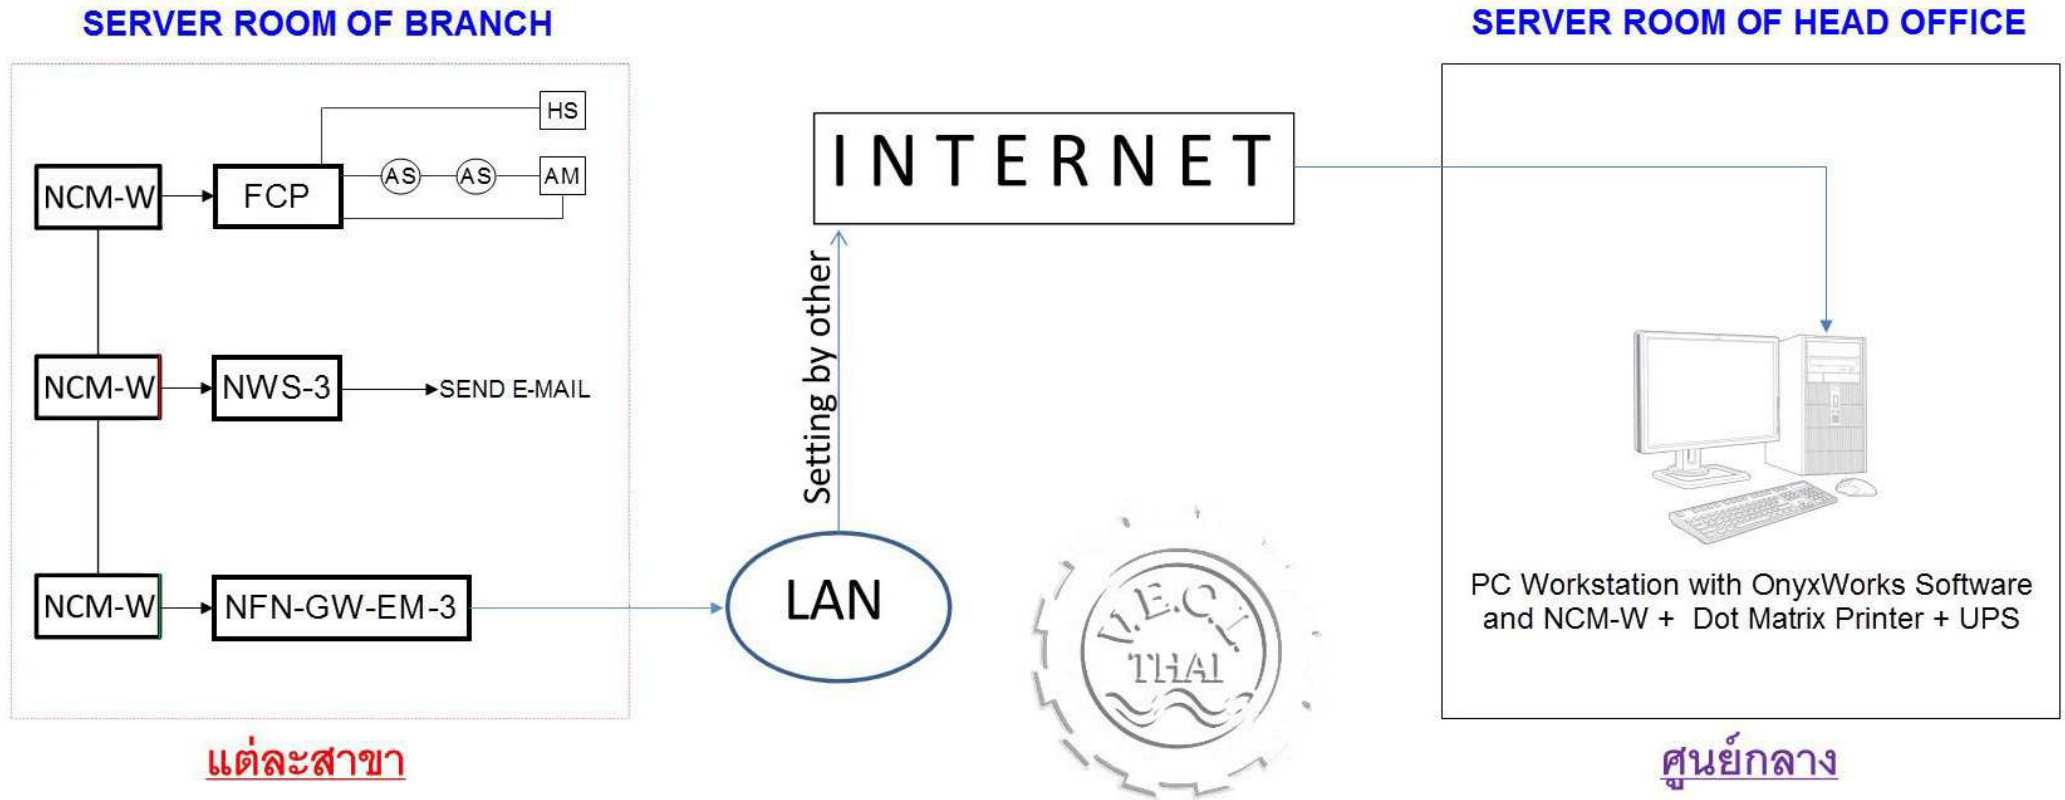 SERVER ROOM OF BRANCH
SERVER ROOM OF HEAD OFFICE
HS
NCM-W
FCP
AS
AS
AM
INTERNET
Setting by other
NCM-W
NWS-3
SEND E-MAIL
NCM-W
NFN-GW-EM-3
LAN
THAI
PC Workstation with OnyxWorks Software
and NCM-W + Dot Matrix Printer + UPS
แต่ละสาขา
ศูนย์กลาง